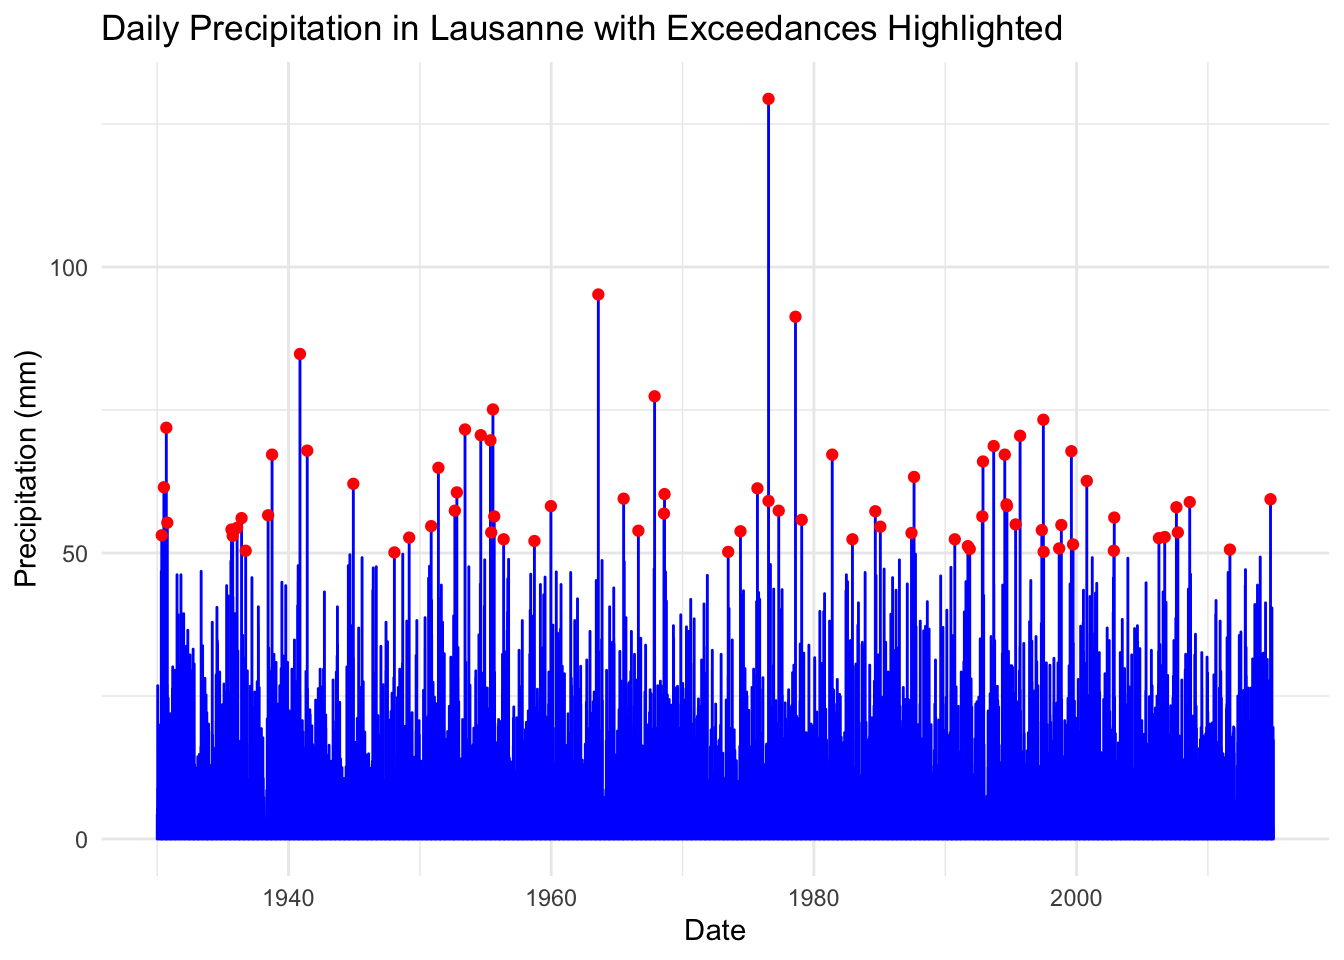 Daily Precipitation in Lausanne with Exceedances Highlighted
Precipitation (mm)
100
50
0
1940 1960 1980 2000
Date